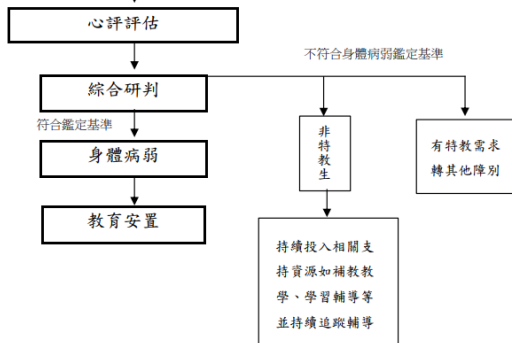 心評評估
不符合身體病弱鑑定基準
綜合研判
符合鑑定基準
非特教生
有特教需求
轉其他障別
身體病弱
教育安置
持續投入相關支
持資源如補教教
學、學習輔導等
並持續追蹤輔導